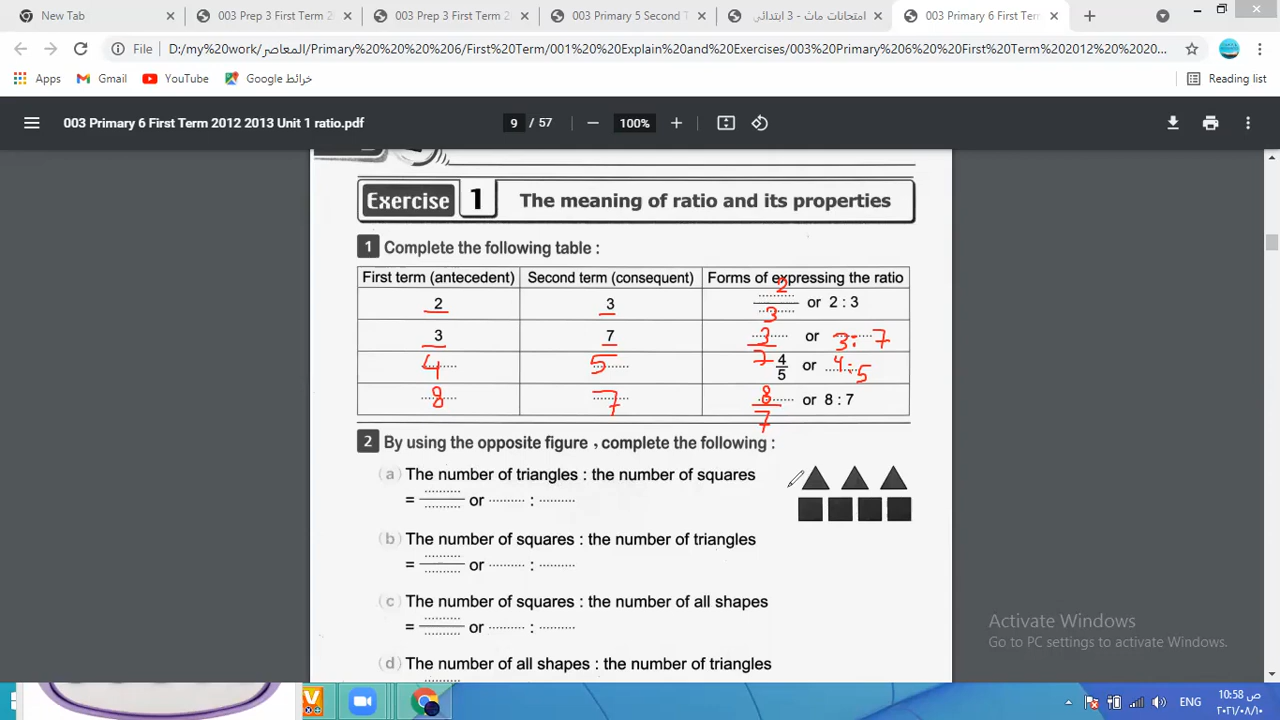 New Tab × 003 Prep 3 First Term 2 × 003 Prep 3 First Term 2 × 003 Primary 5 Second T × امتحانات ماث - 3 ابتدائي × 003 Primary 6 First Term ×
File D:/my%20work/المعاصر/Primary%20%20%206/First%20Term/001%20%20Explain%20and%20Exercises/003%20Primary%206%20%20First%20Term%202012%20%2020...
Apps Gmail YouTube خرائط Google Reading list
003 Primary 6 First Term 2012 2013 Unit 1 ratio.pdf 9 / 57 100%
Exercise 1 The meaning of ratio and its properties
1 Complete the following table :
First term (antecedent) Second term (consequent) Forms of expressing the ratio
2 3 2/3 or 2 : 3
3 7 3/7 or 3 : 7
4 5 4/5 or 4 : 5
8 7 8/7 or 8 : 7
2 By using the opposite figure , complete the following :
(a) The number of triangles : the number of squares
= ......../........ or ........ : ........
(b) The number of squares : the number of triangles
= ......../........ or ........ : ........
(c) The number of squares : the number of all shapes
= ......../........ or ........ : ........
(d) The number of all shapes : the number of triangles
Activate Windows
Go to PC settings to activate Windows.
ENG 10:58 ص
٢٠٢١/٠٨/١٠